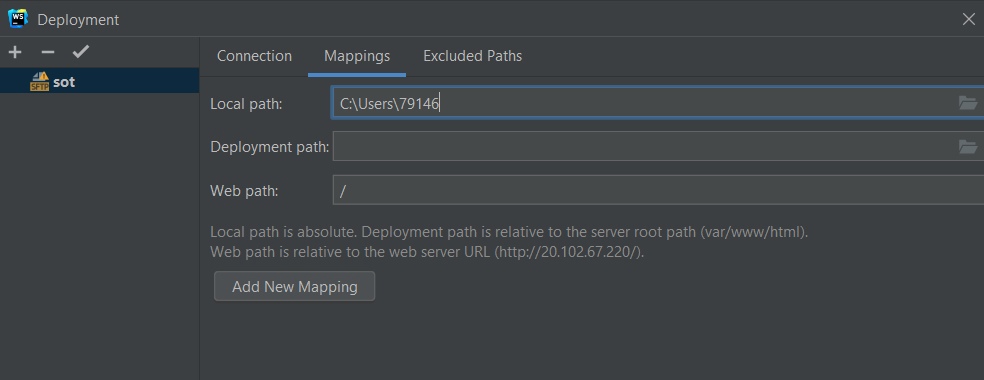 WS Deployment
Connection Mappings Excluded Paths
SFTP sot
Local path: C:\Users\79146
Deployment path:
Web path: /
Local path is absolute. Deployment path is relative to the server root path (var/www/html).
Web path is relative to the web server URL (http://20.102.67.220/).
Add New Mapping